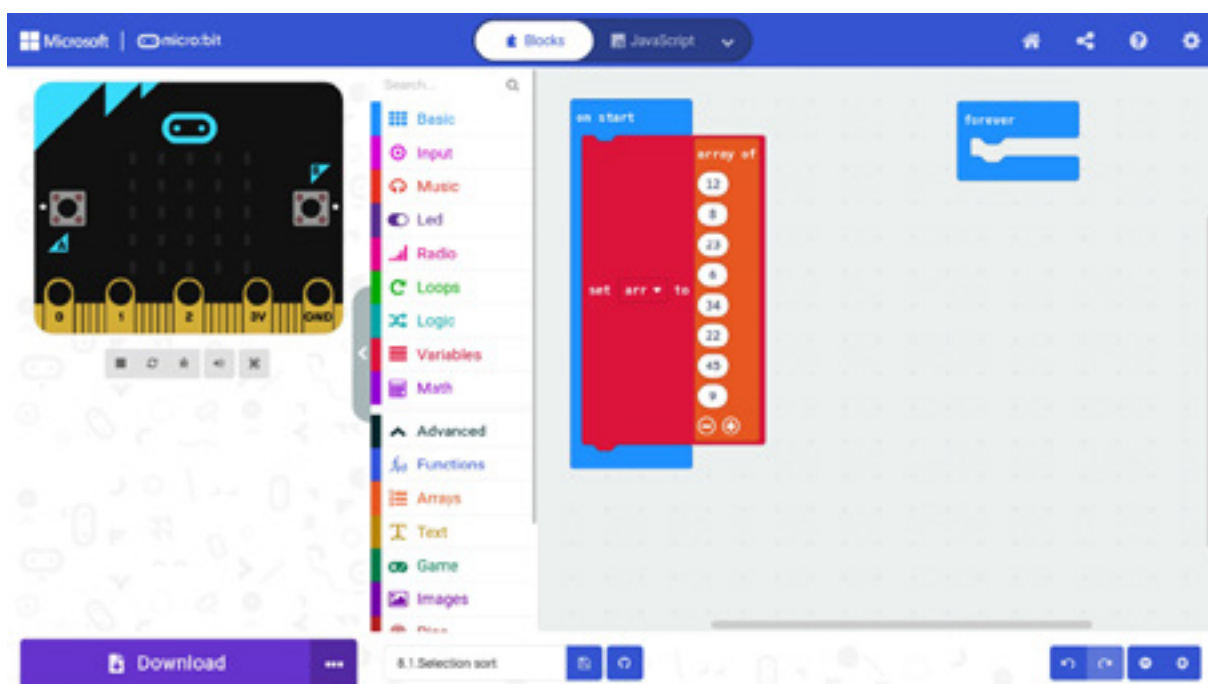 Microsoft | micro:bit
Blocks
JavaScript
Search...
Basic
Input
Music
Led
Radio
Loops
Logic
Variables
Math
Advanced
Functions
Arrays
Text
Game
Images
on start
set arr to
array of
12
8
23
6
34
22
45
9
forever
B
A
0
1
2
3V
GND
Download
8.1.Selection sort